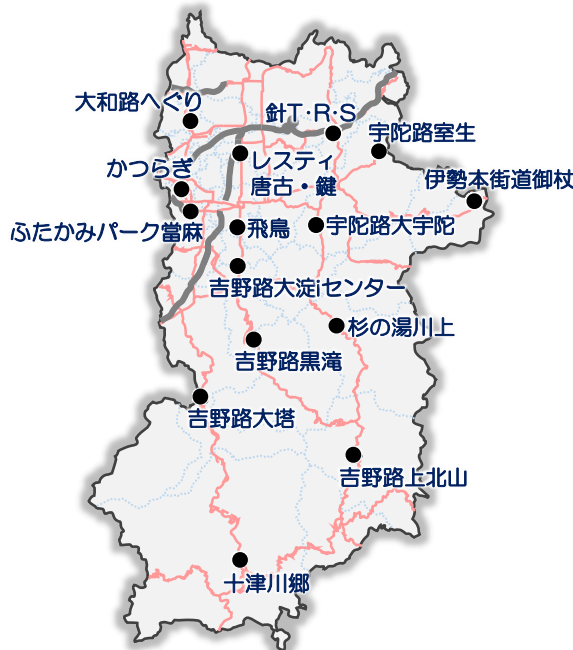 大和路へぐり
針T・R・S
宇陀路室生
レスティ
唐古・鍵
かつらぎ
伊勢本街道御杖
ふたかみパーク當麻
飛鳥
宇陀路大宇陀
吉野路大淀iセンター
杉の湯川上
吉野路黒滝
吉野路大塔
吉野路上北山
十津川郷